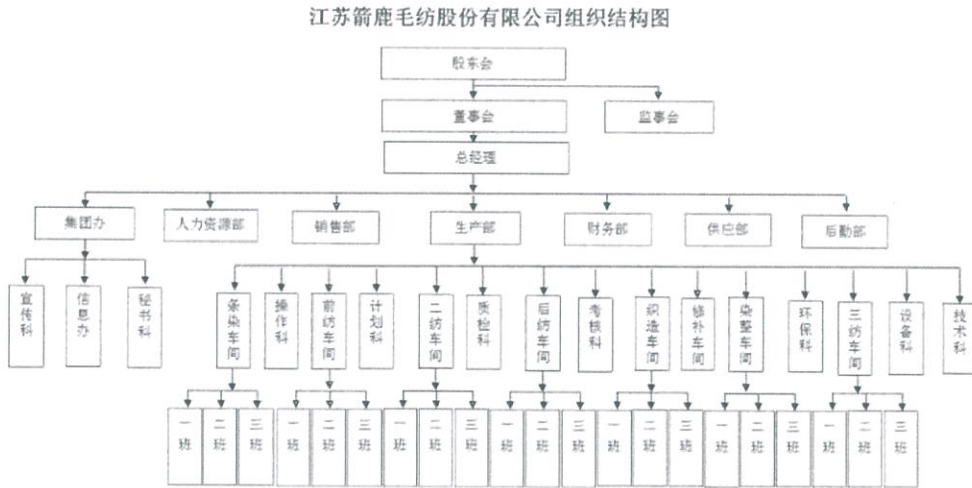 江苏箭鹿毛纺股份有限公司组织结构图
股东会
董事会
监事会
总经理
集团办
人力资源部
销售部
生产部
财务部
供应部
后勤部
宣传科
信息办
秘书科
条染车间
操作科
前纺车间
计划科
二纺车间
质检科
后纺车间
考核科
织造车间
修补车间
染整车间
环保科
三纺车间
设备科
技术科
一班
二班
三班
一班
二班
三班
一班
二班
三班
一班
二班
三班
一班
二班
三班
一班
二班
三班
一班
二班
三班